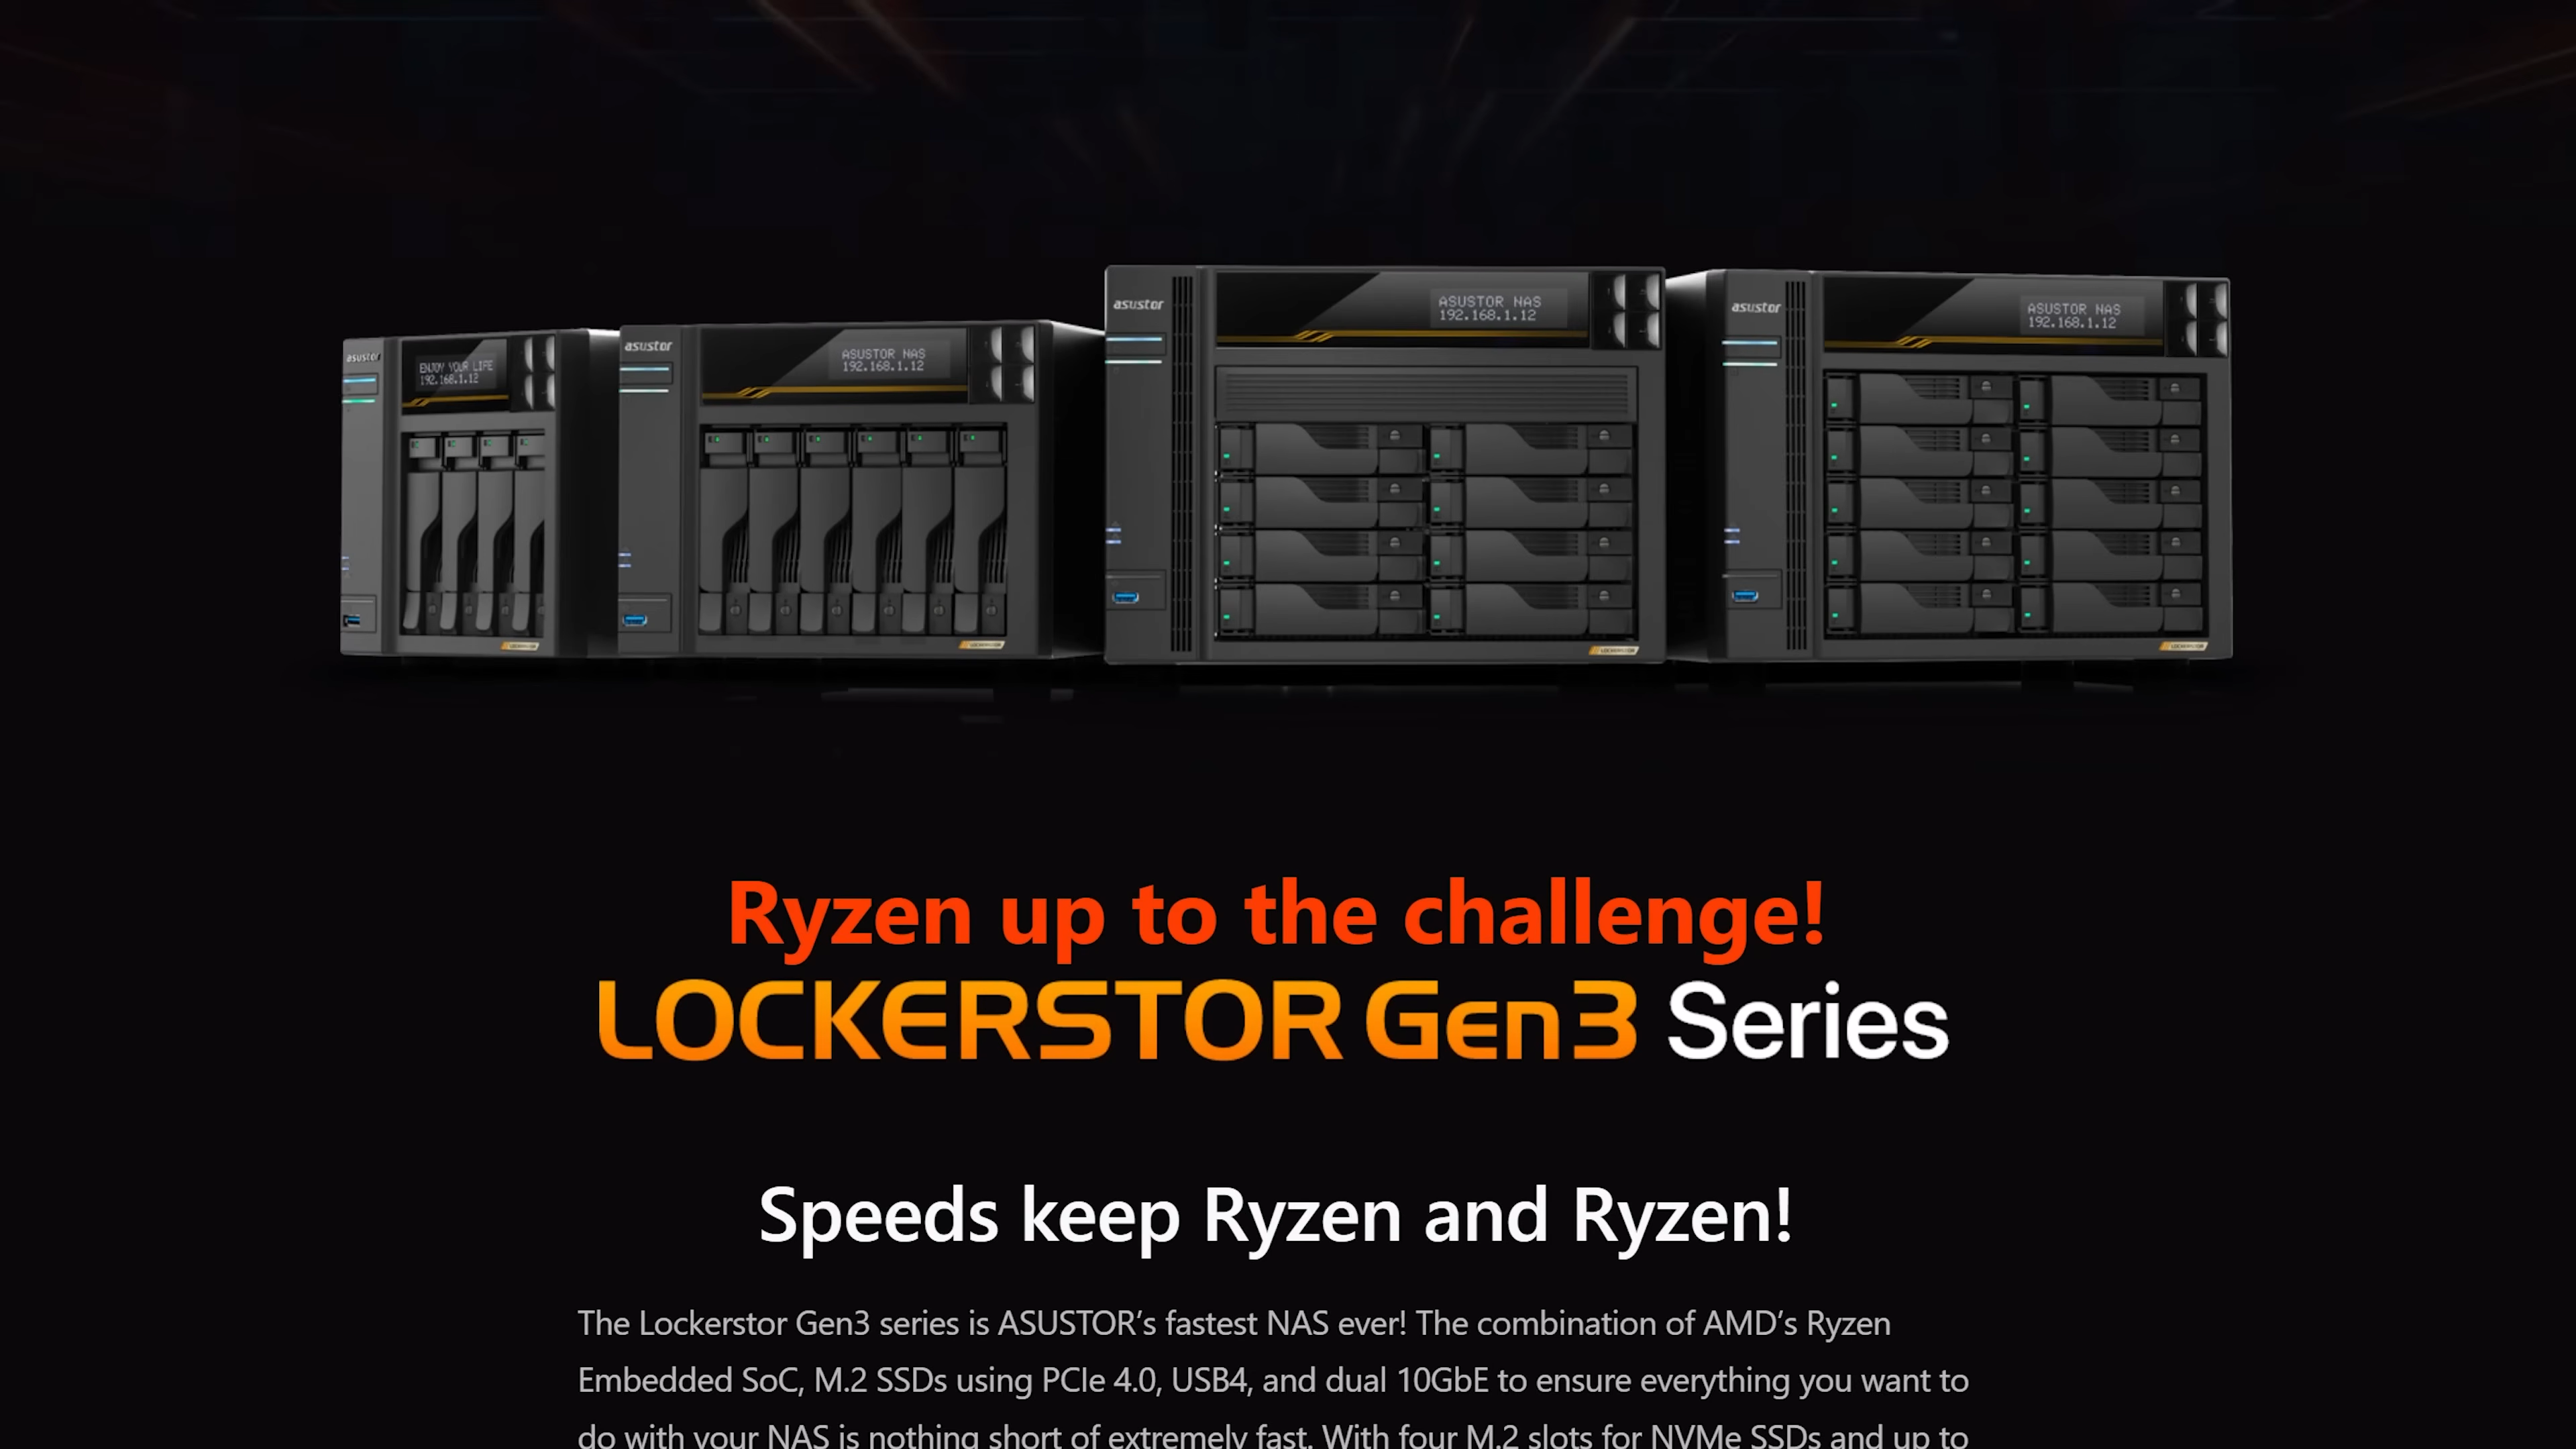 asustor
ENJOY YOUR LIFE
192.168.1.12
asustor
ASUSTOR NAS
192.168.1.12
asustor
ASUSTOR NAS
192.168.1.12
asustor
ASUSTOR NAS
192.168.1.12
LOCKERSTOR
LOCKERSTOR
LOCKERSTOR
LOCKERSTOR
Ryzen up to the challenge!
LOCKERSTOR Gen3 Series
Speeds keep Ryzen and Ryzen!
The Lockerstor Gen3 series is ASUSTOR’s fastest NAS ever! The combination of AMD’s Ryzen
Embedded SoC, M.2 SSDs using PCIe 4.0, USB4, and dual 10GbE to ensure everything you want to
do with your NAS is nothing short of extremely fast. With four M.2 slots for NVMe SSDs and up to